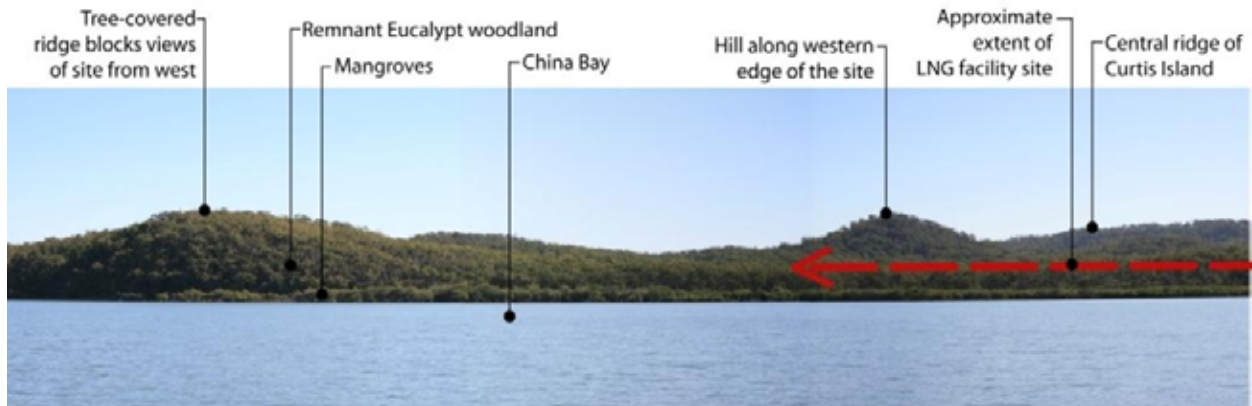 Tree-covered
ridge blocks views
of site from west
Remnant Eucalypt woodland
Mangroves
China Bay
Hill along western
edge of the site
Approximate
extent of
LNG facility site
Central ridge of
Curtis Island